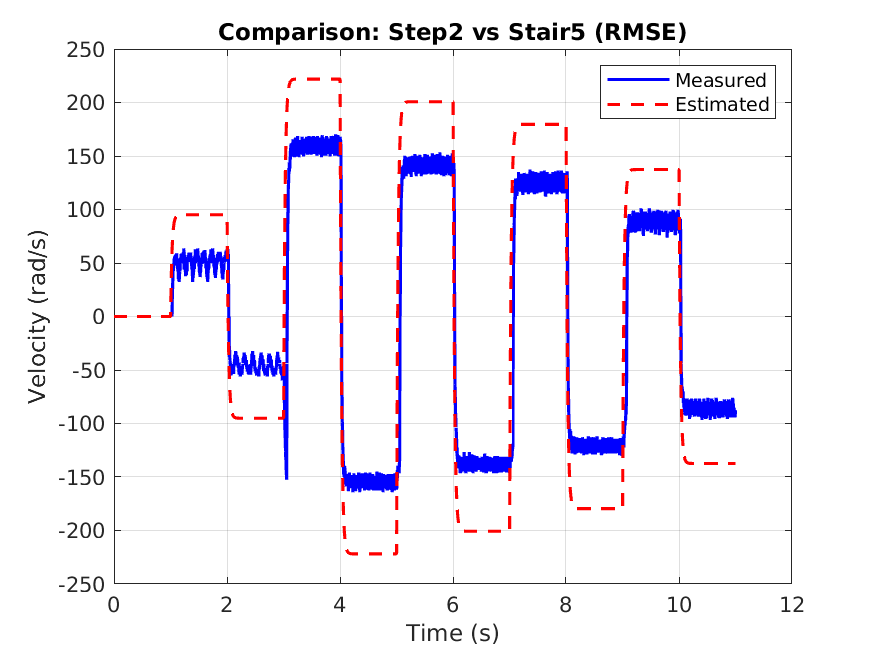 Comparison: Step2 vs Stair5 (RMSE)
Measured
Estimated
Velocity (rad/s)
250
200
150
100
50
0
-50
-100
-150
-200
-250
0 2 4 6 8 10 12
Time (s)